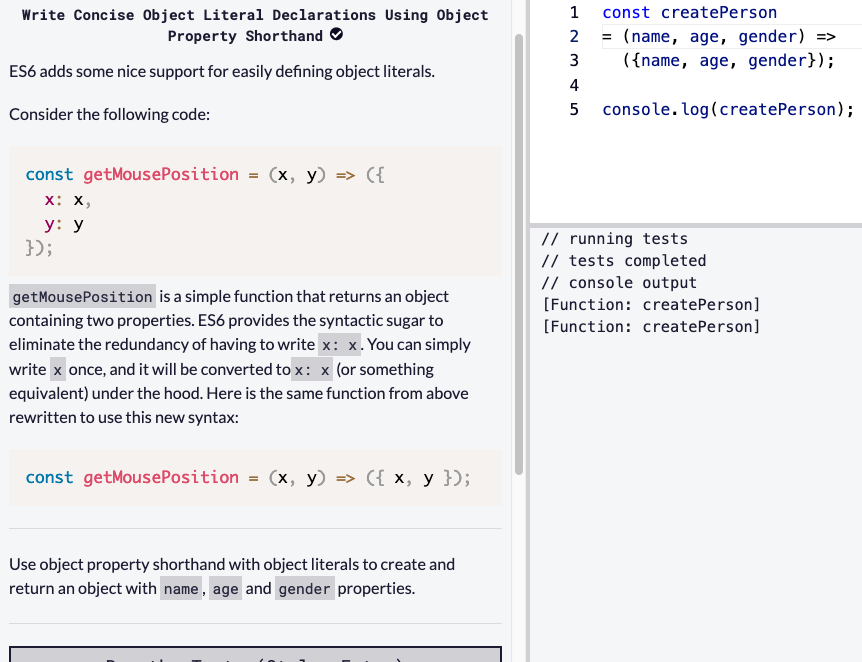 Write Concise Object Literal Declarations Using Object
Property Shorthand
ES6 adds some nice support for easily defining object literals.
Consider the following code:
const getMousePosition = (x, y) => ({
  x: x,
  y: y
});
getMousePosition is a simple function that returns an object
containing two properties. ES6 provides the syntactic sugar to
eliminate the redundancy of having to write x: x. You can simply
write x once, and it will be converted to x: x (or something
equivalent) under the hood. Here is the same function from above
rewritten to use this new syntax:
const getMousePosition = (x, y) => ({ x, y });
Use object property shorthand with object literals to create and
return an object with name, age and gender properties.
1 const createPerson
2 = (name, age, gender) =>
3   ({name, age, gender});
4
5 console.log(createPerson);
// running tests
// tests completed
// console output
[Function: createPerson]
[Function: createPerson]